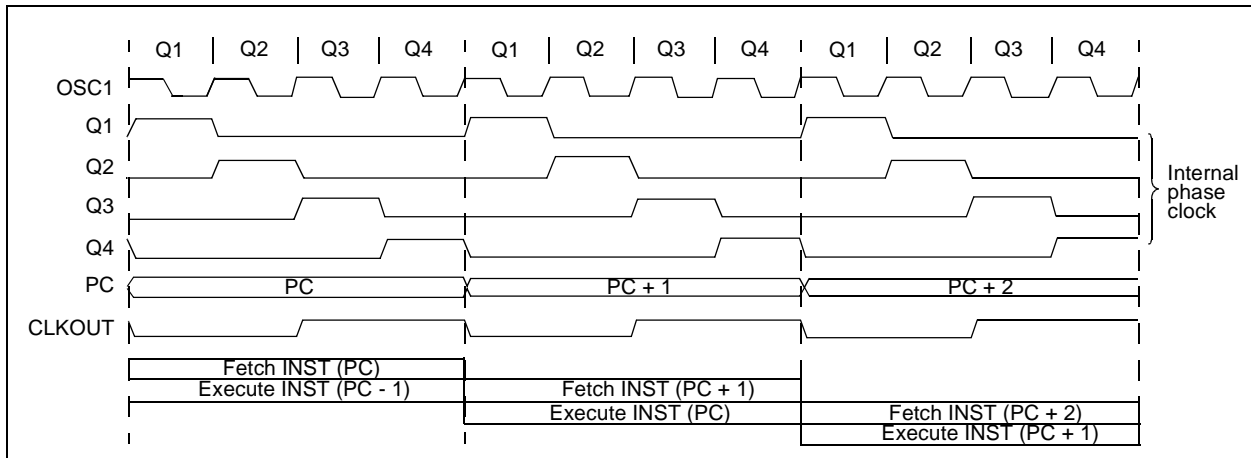 Q1 Q2 Q3 Q4 Q1 Q2 Q3 Q4 Q1 Q2 Q3 Q4
OSC1
Q1
Q2
Q3
Q4
Internal
phase
clock
PC PC PC + 1 PC + 2
CLKOUT
Fetch INST (PC)
Execute INST (PC - 1) Fetch INST (PC + 1)
Execute INST (PC) Fetch INST (PC + 2)
Execute INST (PC + 1)